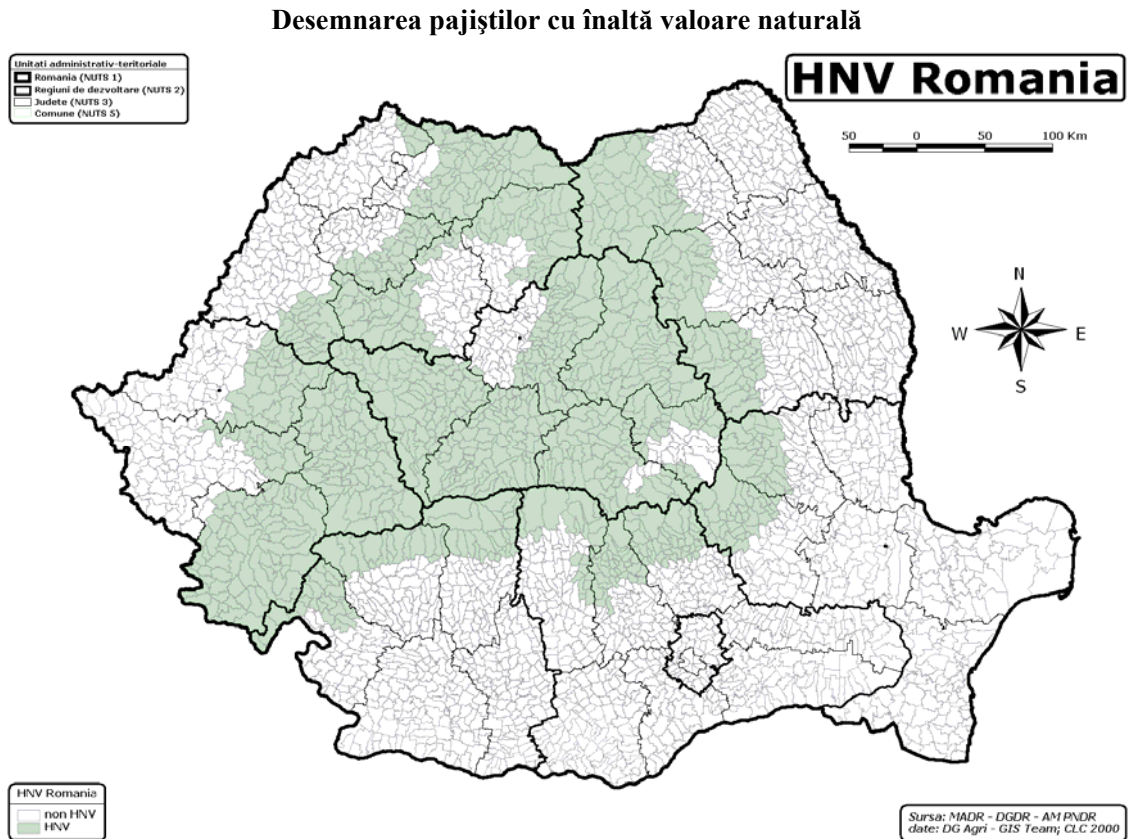 Desemnarea pajiştilor cu înaltă valoare naturală
Unitati administrativ-teritoriale
Romania (NUTS 1)
Regiuni de dezvoltare (NUTS 2)
Judete (NUTS 3)
Comune (NUTS 5)
HNV Romania
50 0 50 100 Km
N
W E
S
HNV Romania
non HNV
HNV
Sursa: MADR - DGDR - AM PNDR
date: DG Agri - GIS Team; CLC 2000